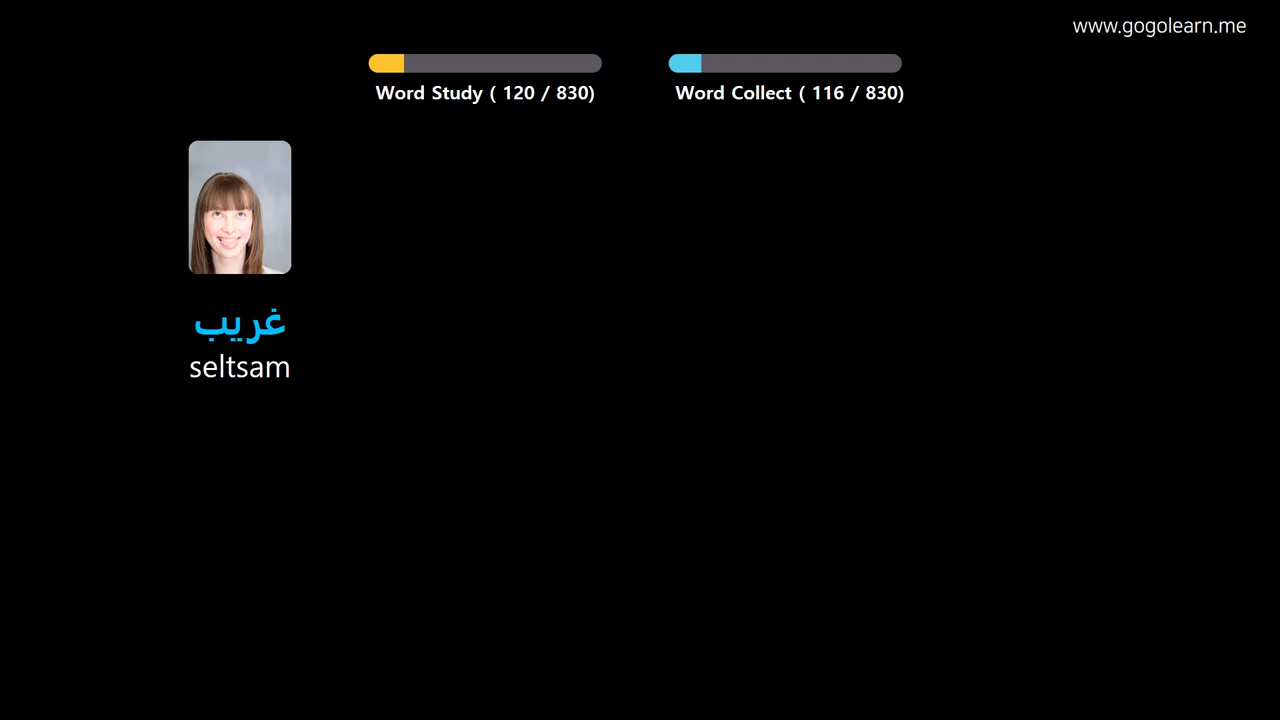 www.gogolearn.me
Word Study ( 120 / 830)
Word Collect ( 116 / 830)
غريب
seltsam